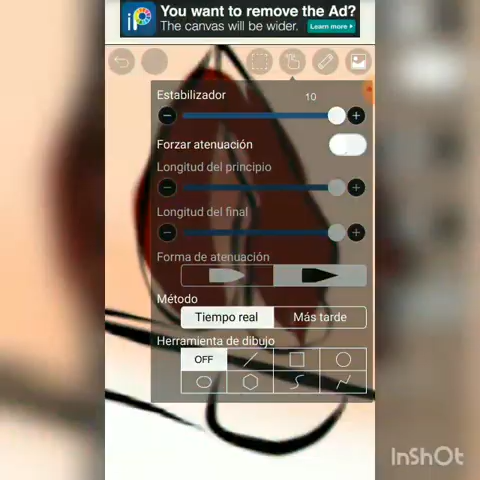 You want to remove the Ad?
The canvas will be wider.
Learn more
Estabilizador
10
Forzar atenuación
Longitud del principio
Longitud del final
Forma de atenuación
Método
Tiempo real
Más tarde
Herramienta de dibujo
OFF
InShOt